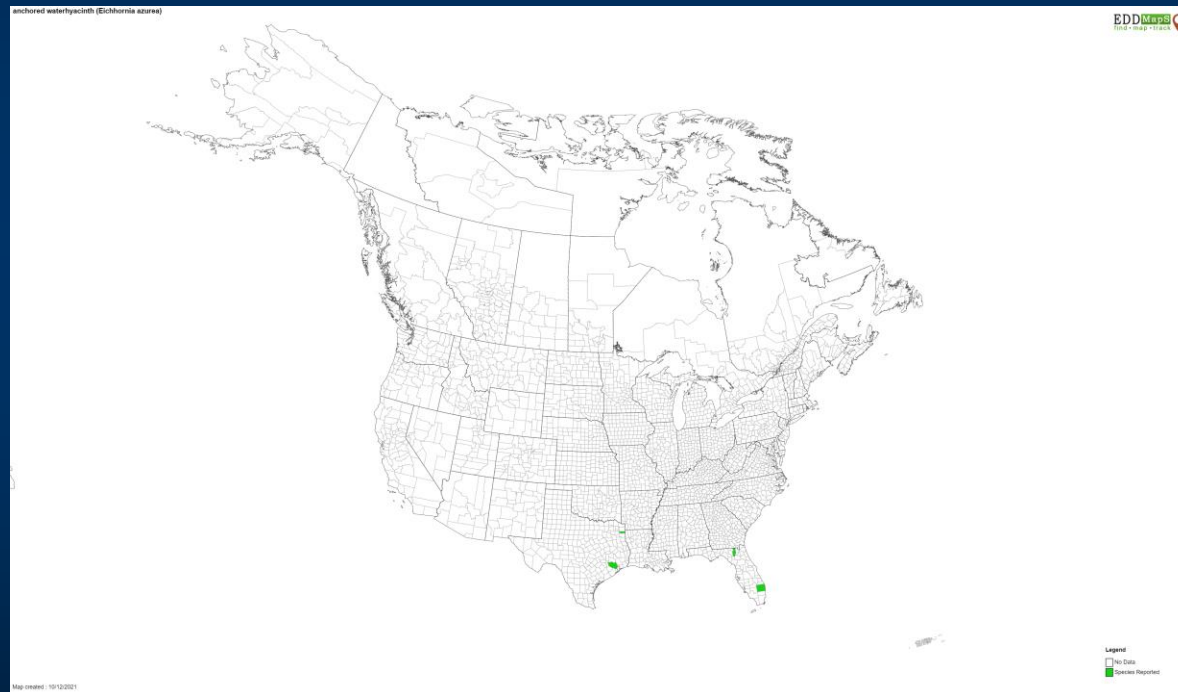 anchored waterhyacinth (Eichhornia azurea)
EDDMapS
find • map • track
Legend
No Data
Species Reported
Map created : 10/12/2021